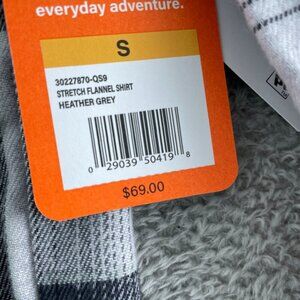 everyday adventure.
S
30227870-QS9
STRETCH FLANNEL SHIRT
HEATHER GREY
0 29039 50419 8
$69.00